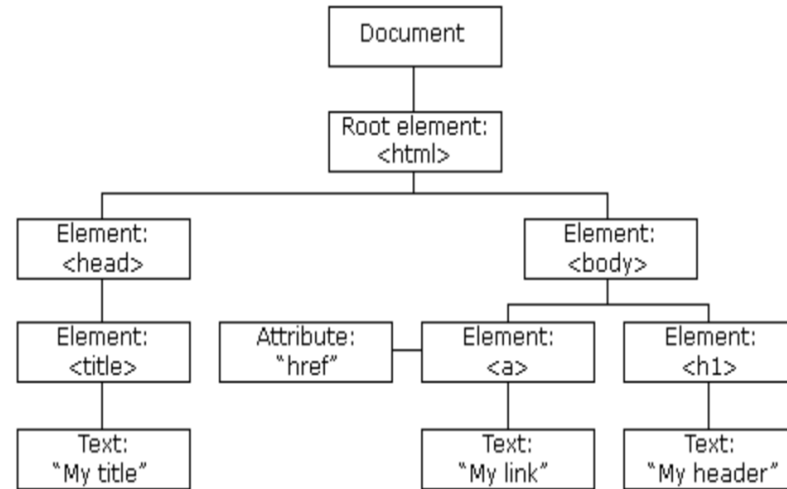 Document
Root element:
<html>
Element:
<head>
Element:
<body>
Element:
<title>
Attribute:
“href”
Element:
<a>
Element:
<h1>
Text:
“My title”
Text:
“My link”
Text:
“My header”